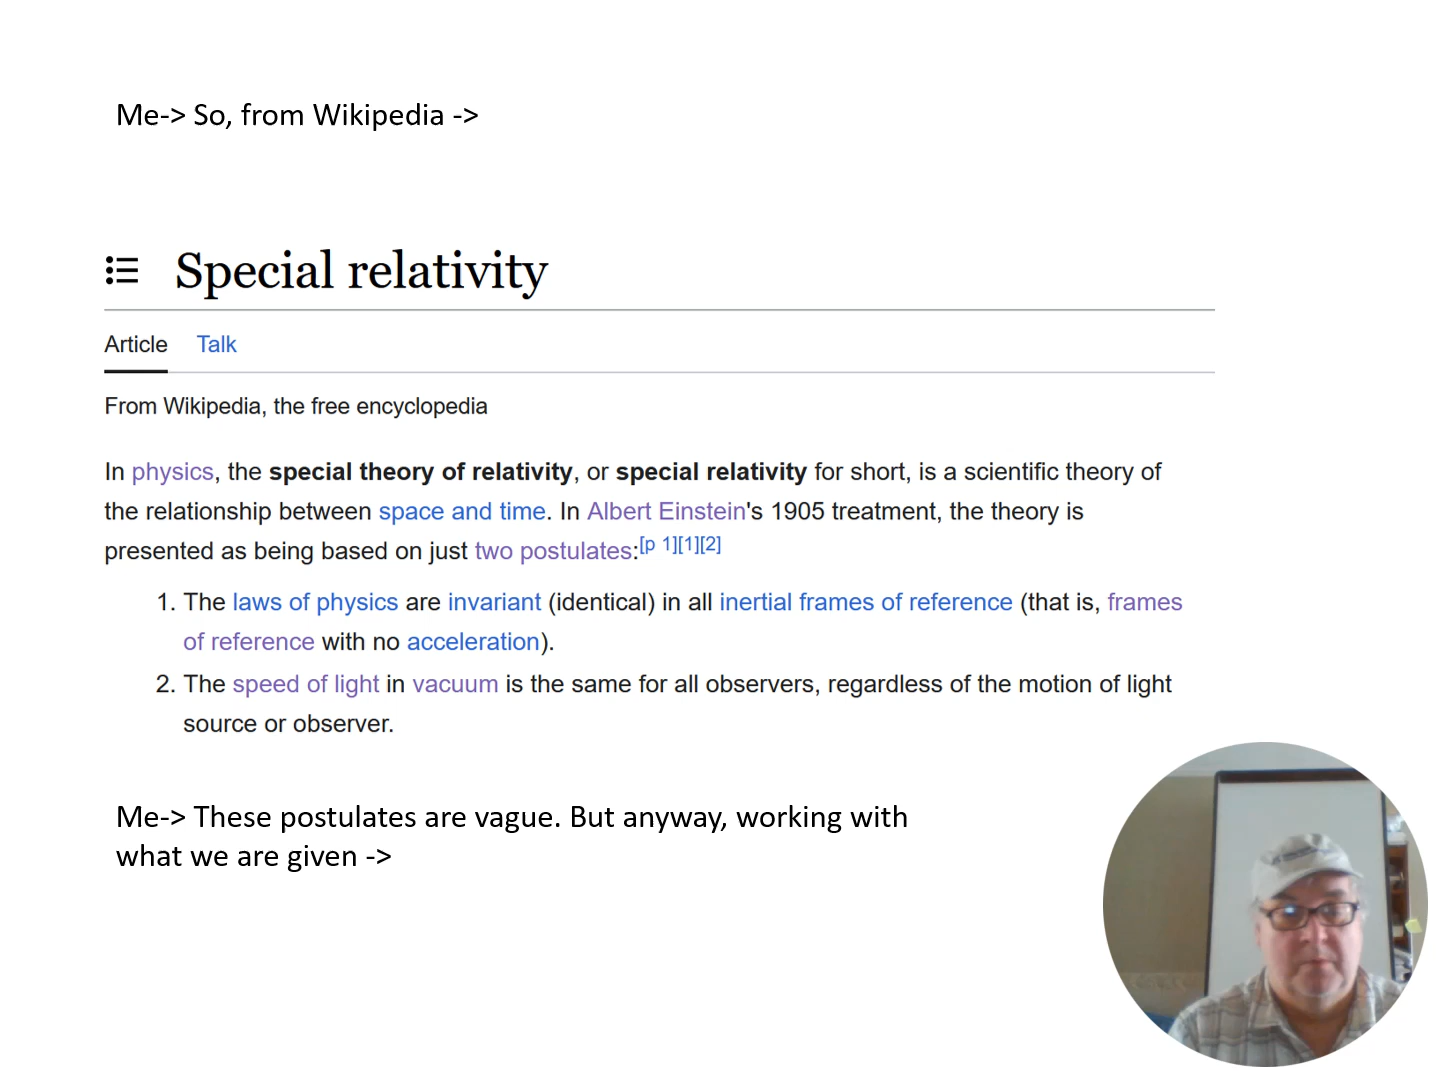 Me-> So, from Wikipedia ->
Special relativity
Article Talk
From Wikipedia, the free encyclopedia
In physics, the special theory of relativity, or special relativity for short, is a scientific theory of
the relationship between space and time. In Albert Einstein's 1905 treatment, the theory is
presented as being based on just two postulates:[p 1][1][2]
1. The laws of physics are invariant (identical) in all inertial frames of reference (that is, frames
of reference with no acceleration).
2. The speed of light in vacuum is the same for all observers, regardless of the motion of light
source or observer.
Me-> These postulates are vague. But anyway, working with
what we are given ->